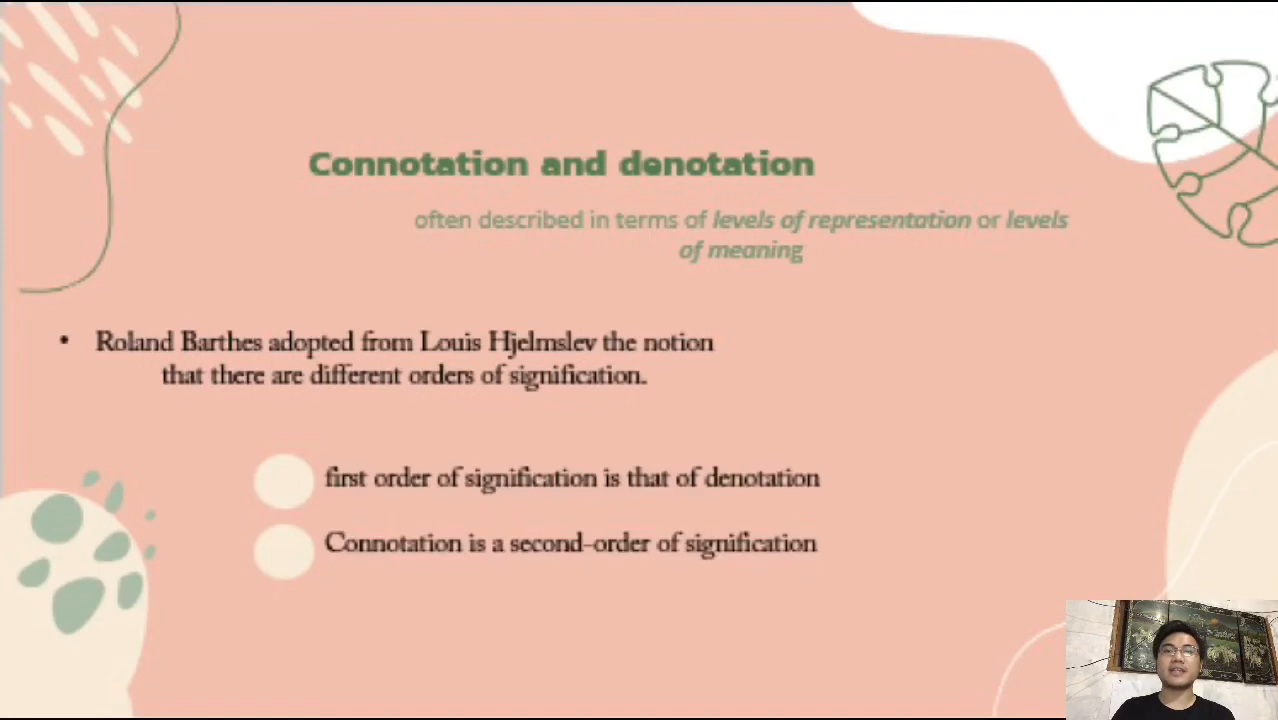 Connotation and denotation
often described in terms of levels of representation or levels
of meaning
• Roland Barthes adopted from Louis Hjelmslev the notion
that there are different orders of signification.
first order of signification is that of denotation
Connotation is a second-order of signification